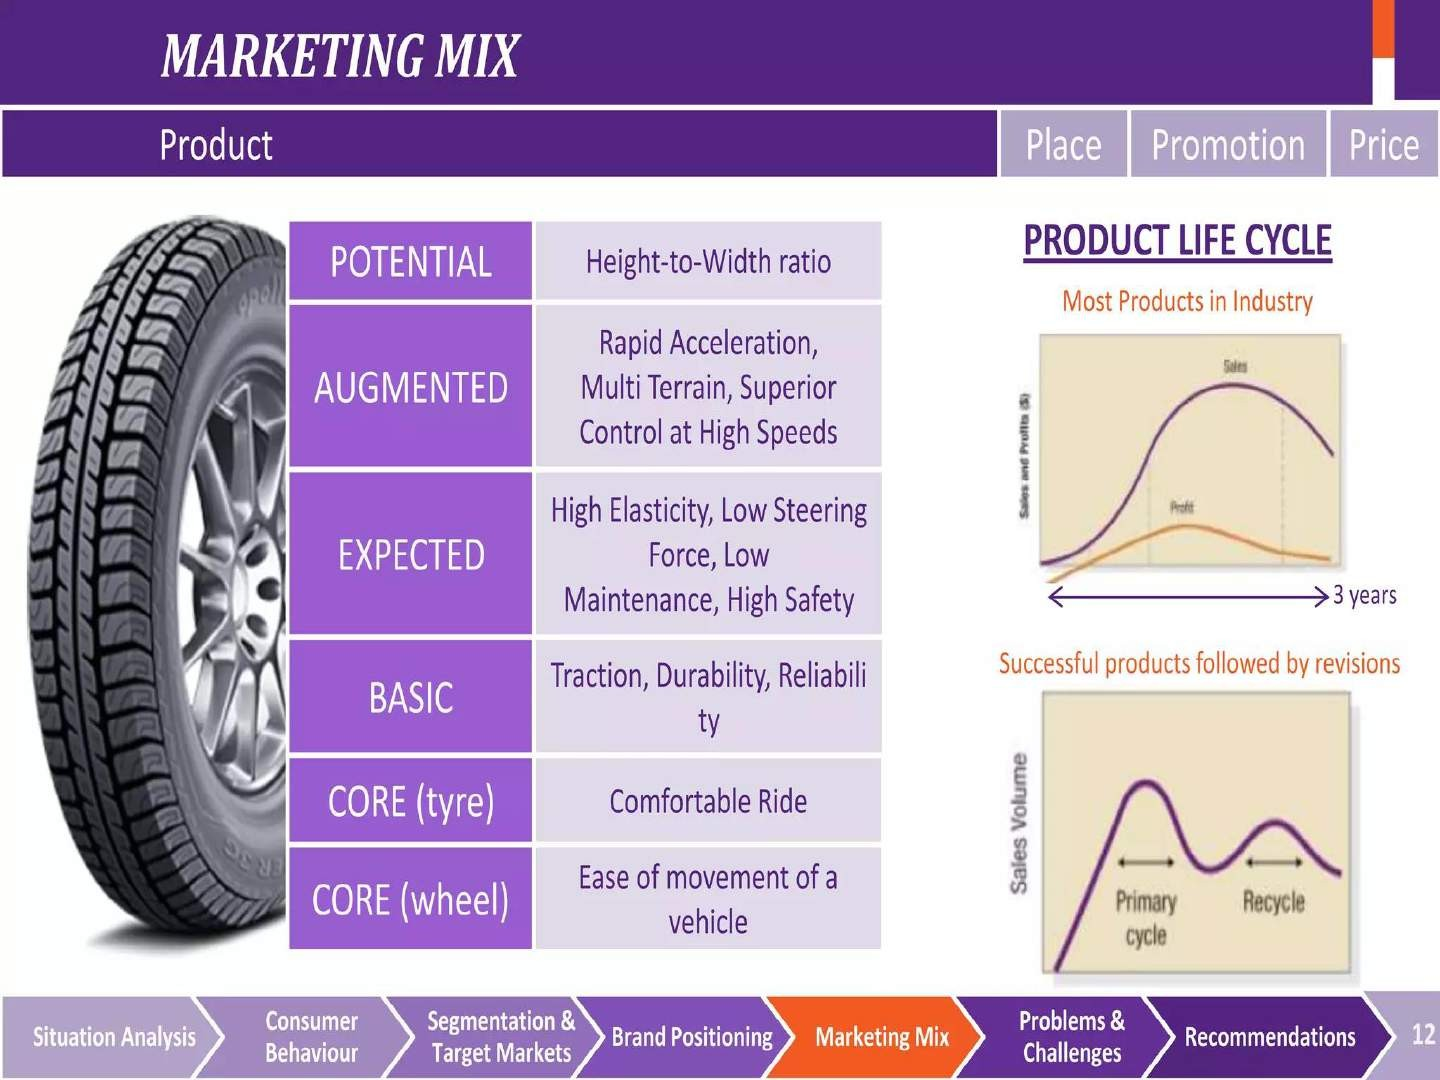 MARKETING MIX
Product
Place
Promotion
Price
apollo
POTENTIAL
Height-to-Width ratio
AUGMENTED
Rapid Acceleration,
Multi Terrain, Superior
Control at High Speeds
EXPECTED
High Elasticity, Low Steering
Force, Low
Maintenance, High Safety
BASIC
Traction, Durability, Reliabili
ty
CORE (tyre)
Comfortable Ride
CORE (wheel)
Ease of movement of a
vehicle
PRODUCT LIFE CYCLE
Most Products in Industry
Sales and Profits ($)
Sales
Profit
3 years
Successful products followed by revisions
Sales Volume
Primary
cycle
Recycle
Situation Analysis
Consumer
Behaviour
Segmentation &
Target Markets
Brand Positioning
Marketing Mix
Problems &
Challenges
Recommendations
12